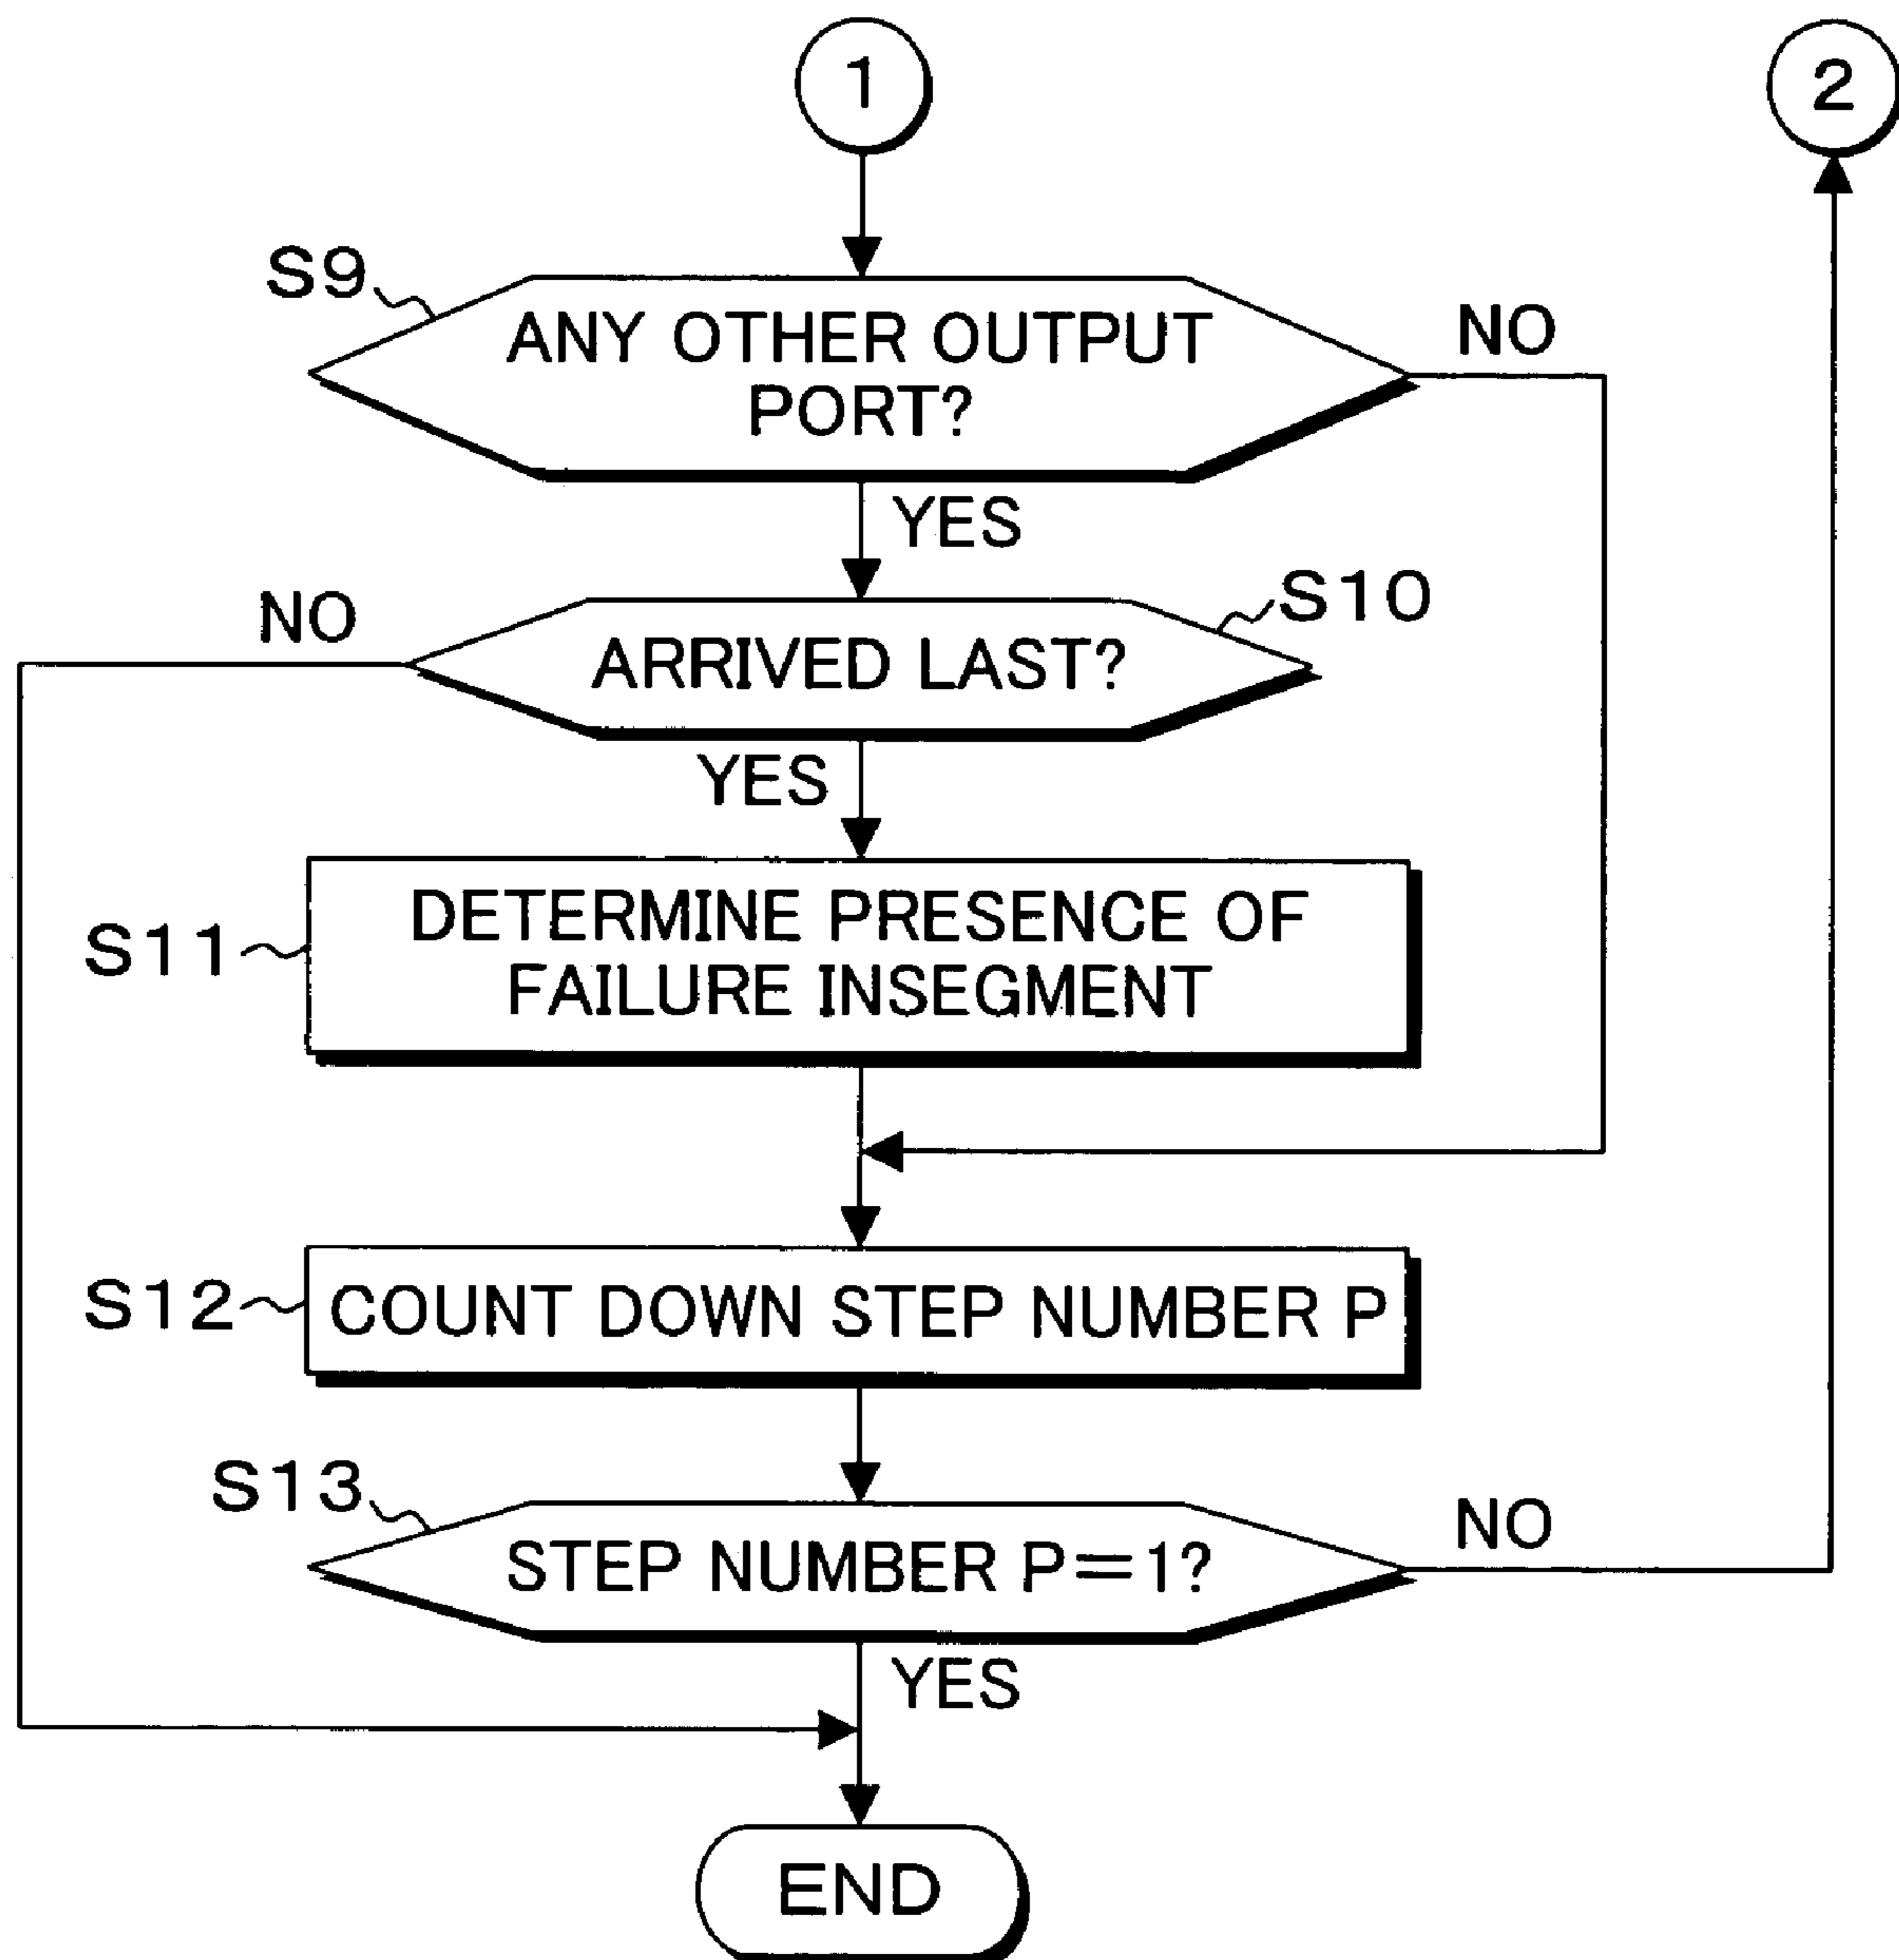 1
2
S9
ANY OTHER OUTPUT
PORT?
NO
YES
S10
NO
ARRIVED LAST?
YES
S11
DETERMINE PRESENCE OF
FAILURE INSEGMENT
S12
COUNT DOWN STEP NUMBER P
S13
STEP NUMBER P=1?
NO
YES
END